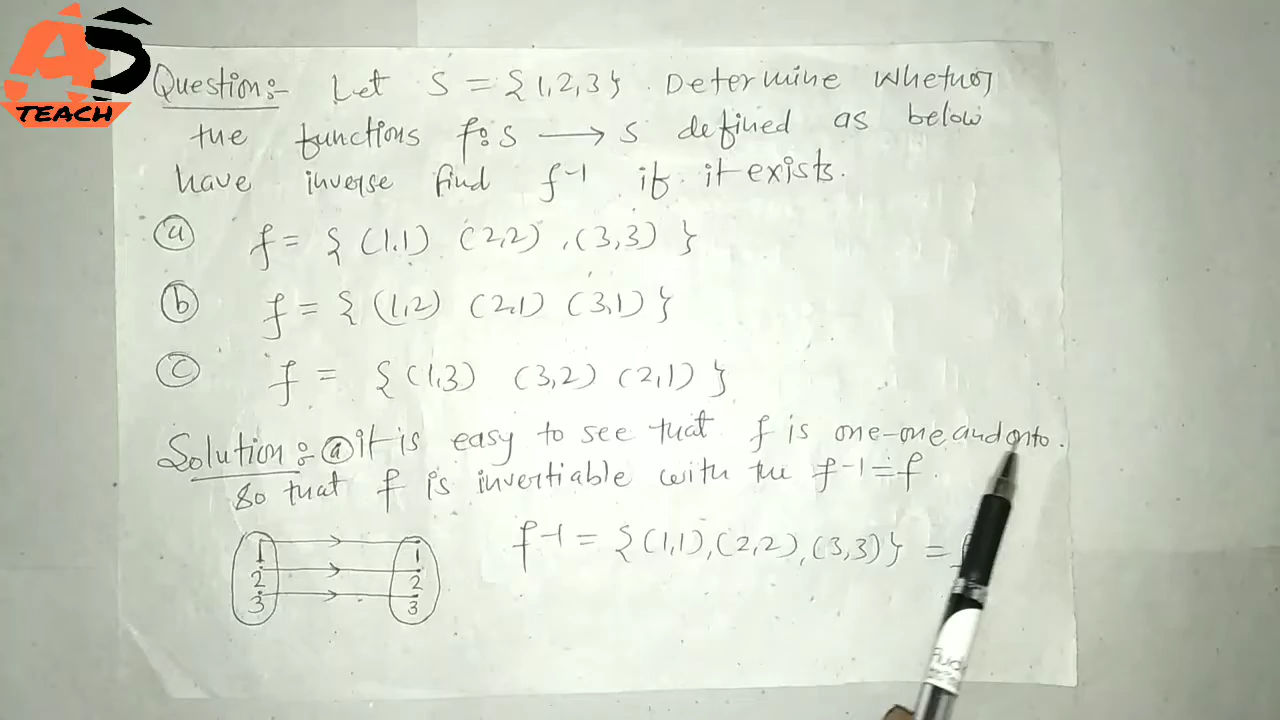 AS
TEACH
Question:- Let S = {1,2,3}. Determine Whether
the functions f: S ⟶ S defined as below
have inverse find f-1 if it exists.
(a) f = { (1.1) (2,2) , (3,3) }
(b) f = { (1,2) (2,1) (3,1) }
(c) f = { (1,3) (3,2) (2,1) }
Solution:- (a) it is easy to see that f is one-one and onto.
So that f is invertiable with the f-1 = f.
f-1 = { (1,1), (2,2), (3,3) } =
1 1
2 2
3 3